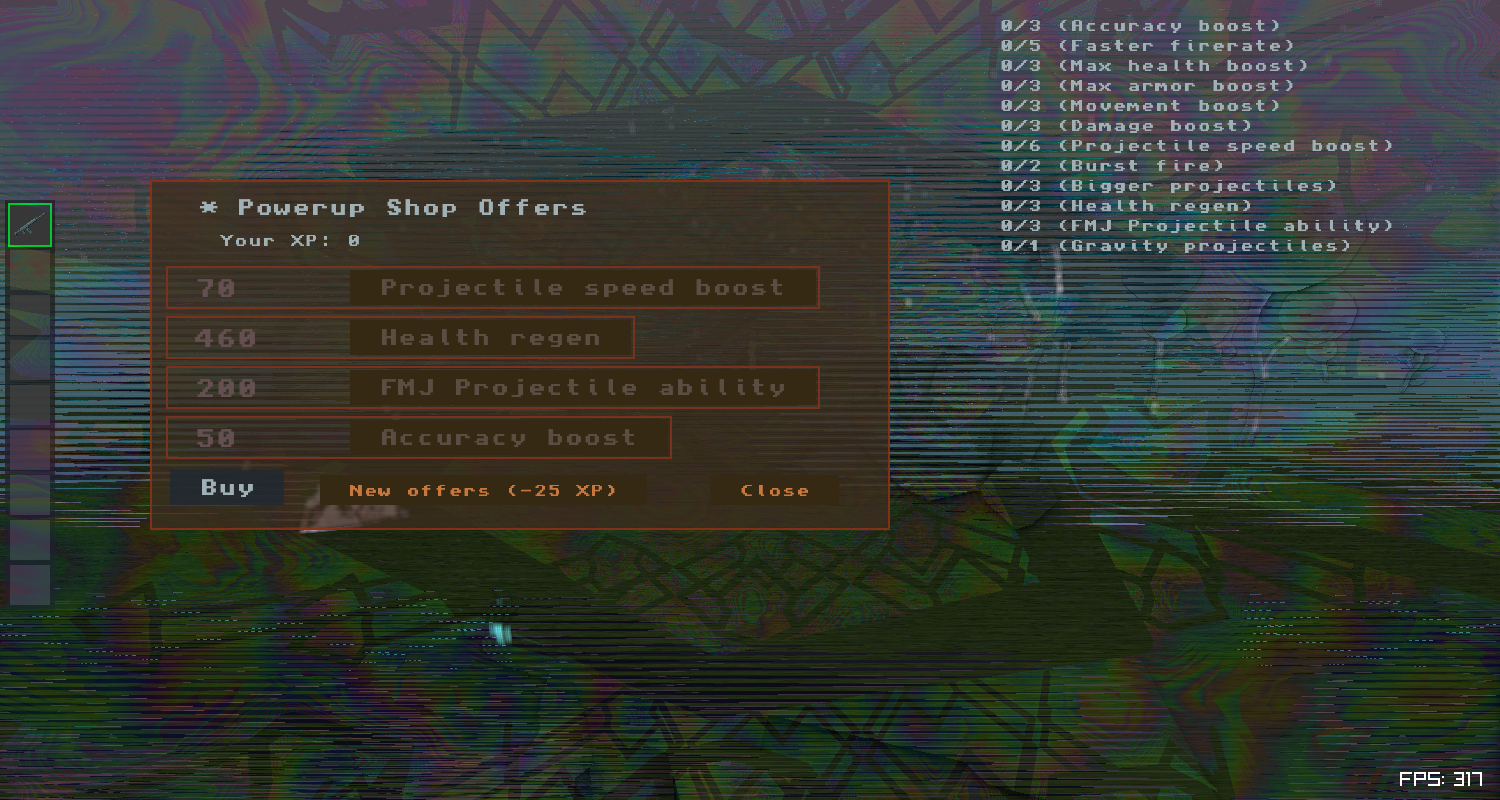 0/3 (Accuracy boost)
0/5 (Faster firerate)
0/3 (Max health boost)
0/3 (Max armor boost)
0/3 (Movement boost)
0/3 (Damage boost)
0/6 (Projectile speed boost)
0/2 (Burst fire)
0/3 (Bigger projectiles)
0/3 (Health regen)
0/3 (FMJ Projectile ability)
0/1 (Gravity projectiles)
* Powerup Shop Offers
Your XP: 0
70 Projectile speed boost
460 Health regen
200 FMJ Projectile ability
50 Accuracy boost
Buy New offers (-25 XP) Close
FPS: 317